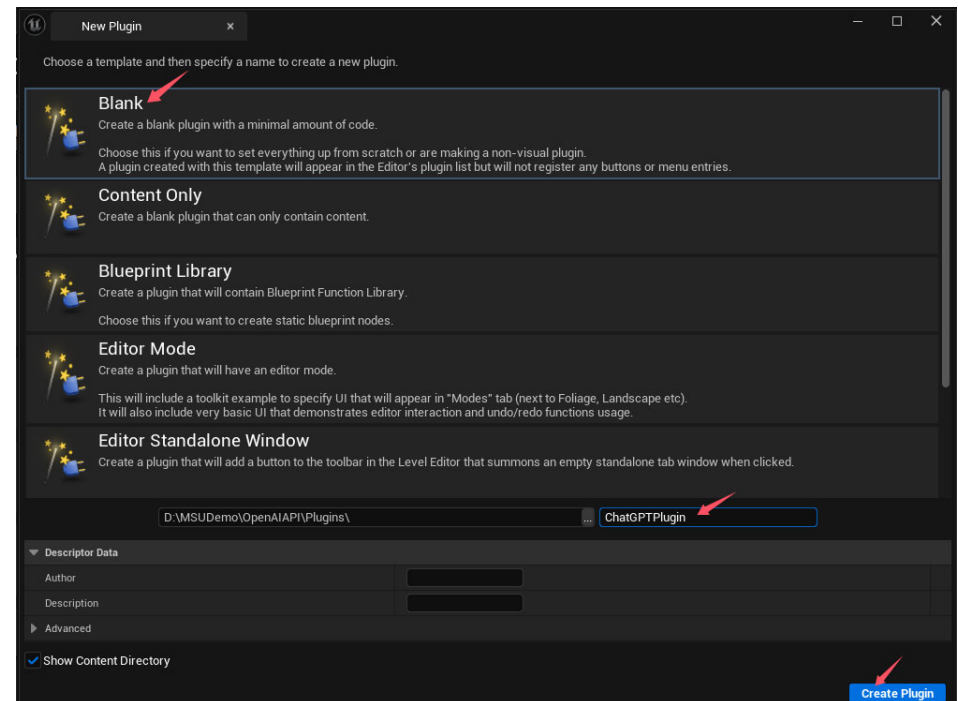 New Plugin
Choose a template and then specify a name to create a new plugin.
Blank
Create a blank plugin with a minimal amount of code.
Choose this if you want to set everything up from scratch or are making a non-visual plugin.
A plugin created with this template will appear in the Editor's plugin list but will not register any buttons or menu entries.
Content Only
Create a blank plugin that can only contain content.
Blueprint Library
Create a plugin that will contain Blueprint Function Library.
Choose this if you want to create static blueprint nodes.
Editor Mode
Create a plugin that will have an editor mode.
This will include a toolkit example to specify UI that will appear in "Modes" tab (next to Foliage, Landscape etc).
It will also include very basic UI that demonstrates editor interaction and undo/redo functions usage.
Editor Standalone Window
Create a plugin that will add a button to the toolbar in the Level Editor that summons an empty standalone tab window when clicked.
D:\MSUDemo\OpenAIAPI\Plugins\ ... ChatGPTPlugin
Descriptor Data
Author
Description
Advanced
Show Content Directory
Create Plugin